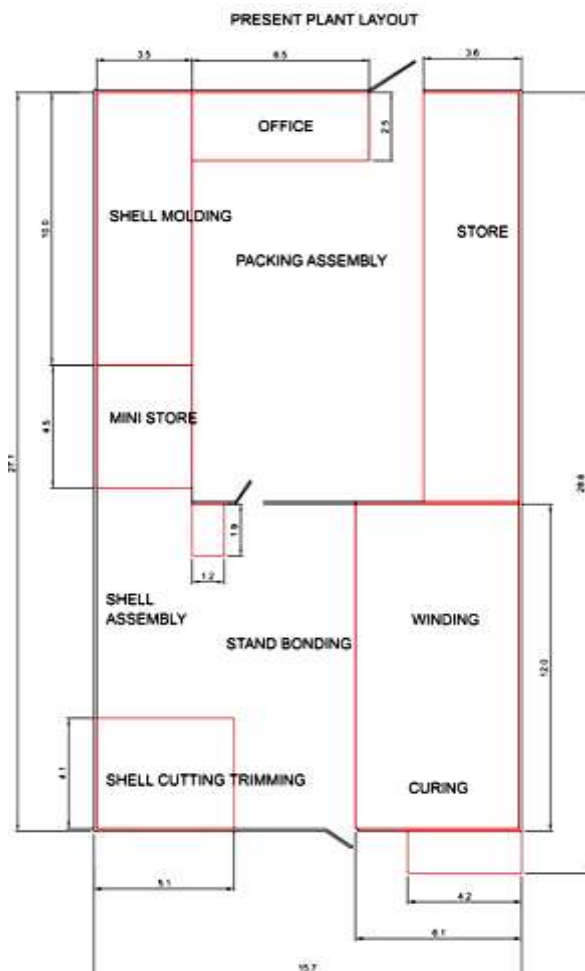 PRESENT PLANT LAYOUT
3.5
6.5
3.6
OFFICE
2.5
SHELL MOLDING
10.0
STORE
PACKING ASSEMBLY
MINI STORE
4.5
27.1
28.6
1.9
1.2
SHELL
ASSEMBLY
WINDING
STAND BONDING
12.0
4.1
SHELL CUTTING TRIMMING
CURING
5.1
4.2
6.1
15.7